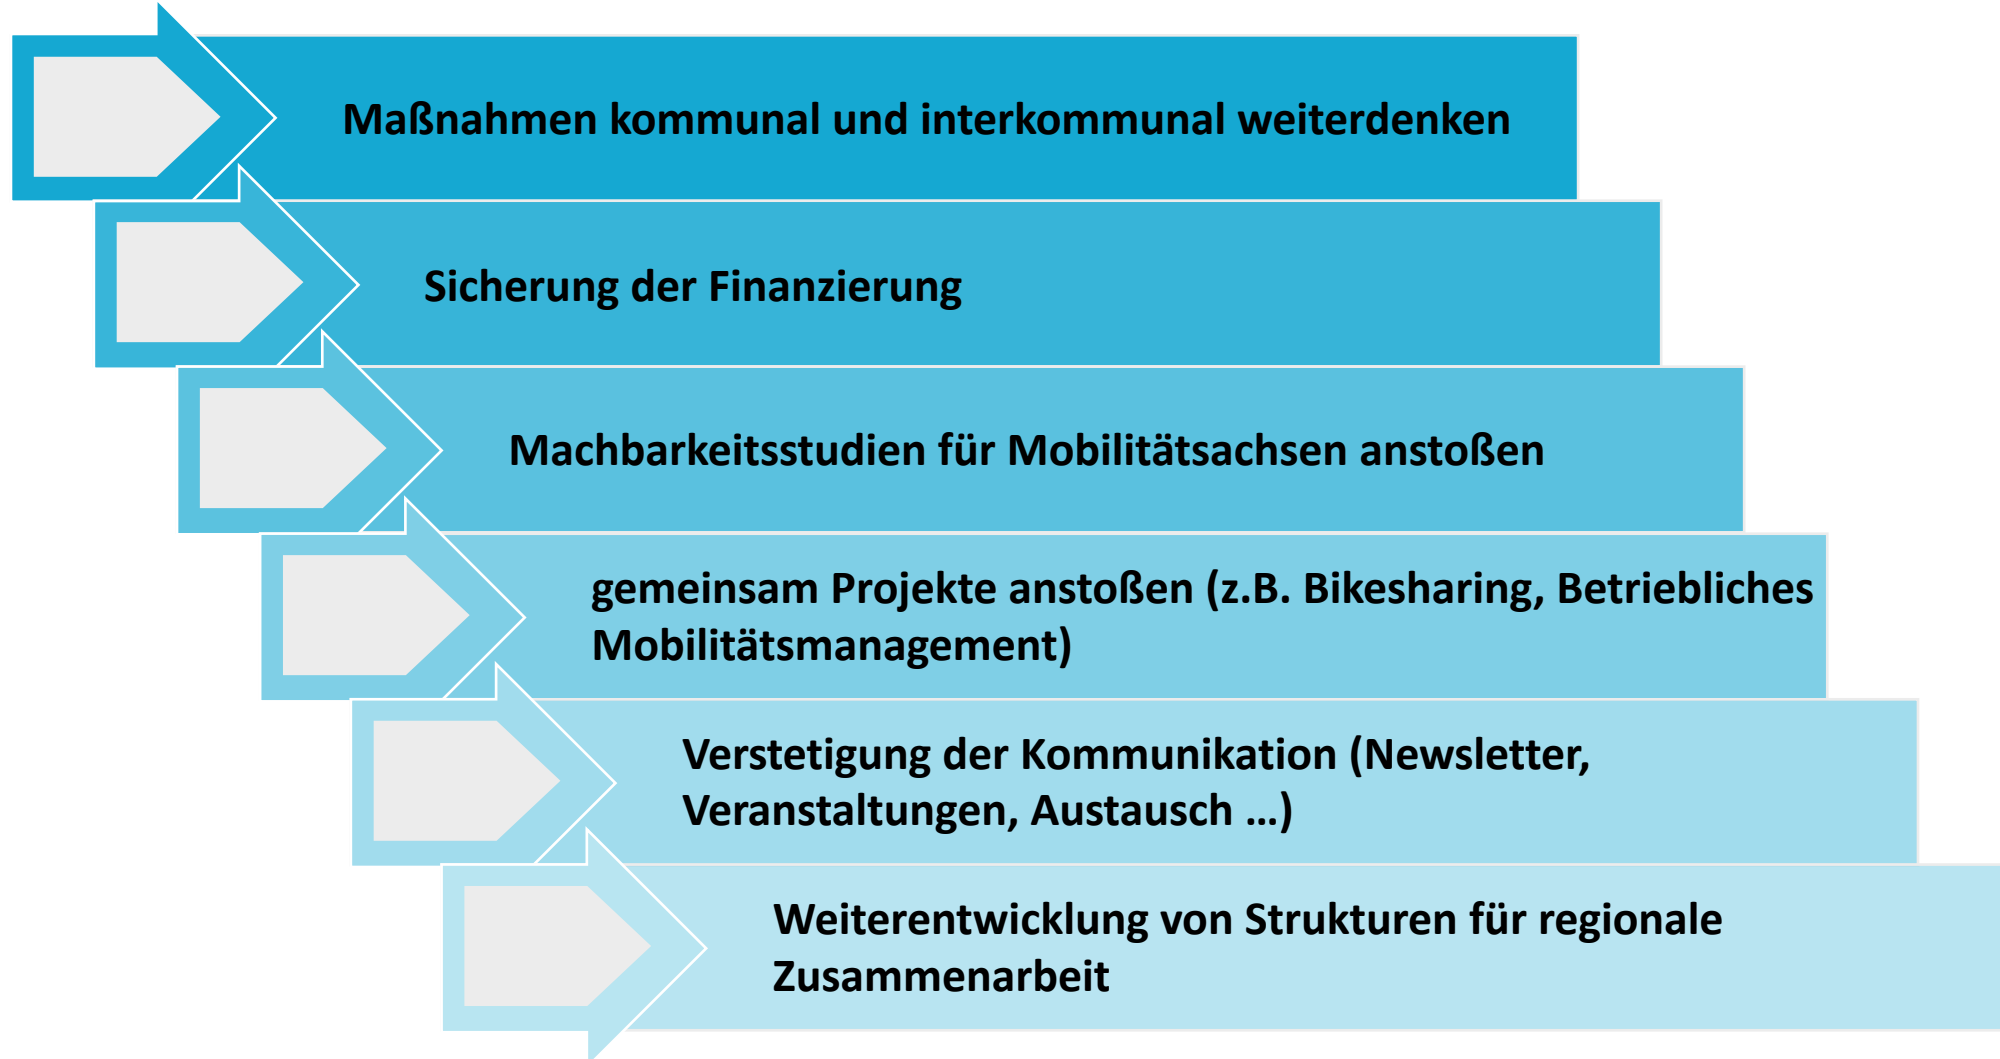 Maßnahmen kommunal und interkommunal weiterdenken
Sicherung der Finanzierung
Machbarkeitsstudien für Mobilitätsachsen anstoßen
gemeinsam Projekte anstoßen (z.B. Bikesharing, Betriebliches
Mobilitätsmanagement)
Verstetigung der Kommunikation (Newsletter,
Veranstaltungen, Austausch …)
Weiterentwicklung von Strukturen für regionale
Zusammenarbeit